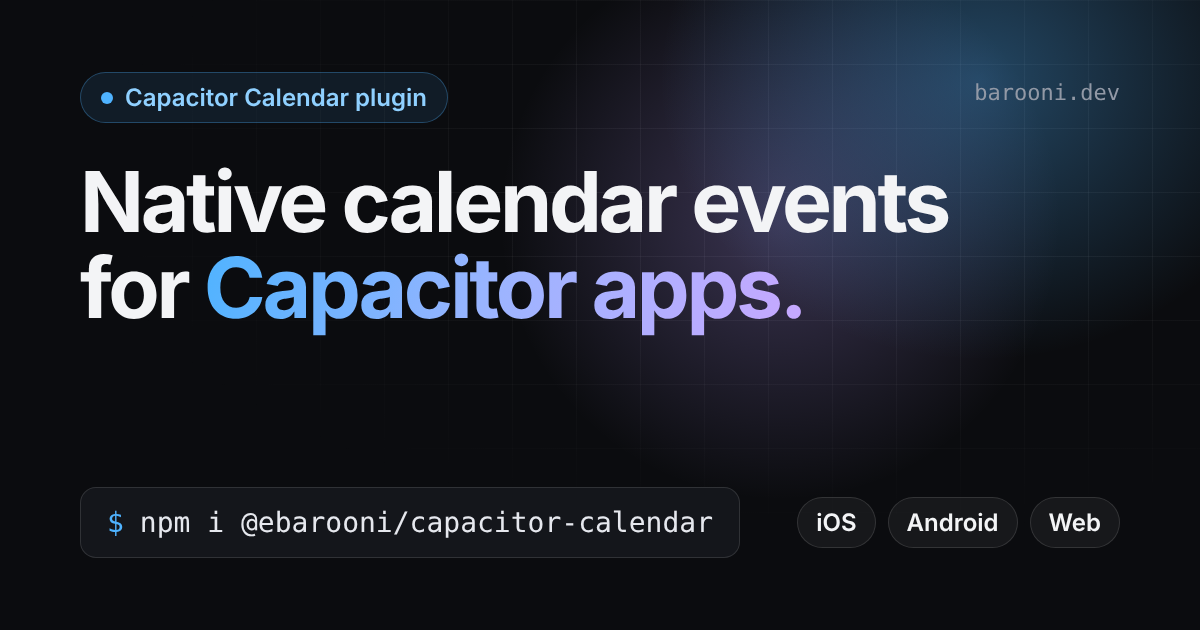 Capacitor Calendar plugin
barooni.dev
Native calendar events
for Capacitor apps.
$ npm i @ebarooni/capacitor-calendar
iOS
Android
Web